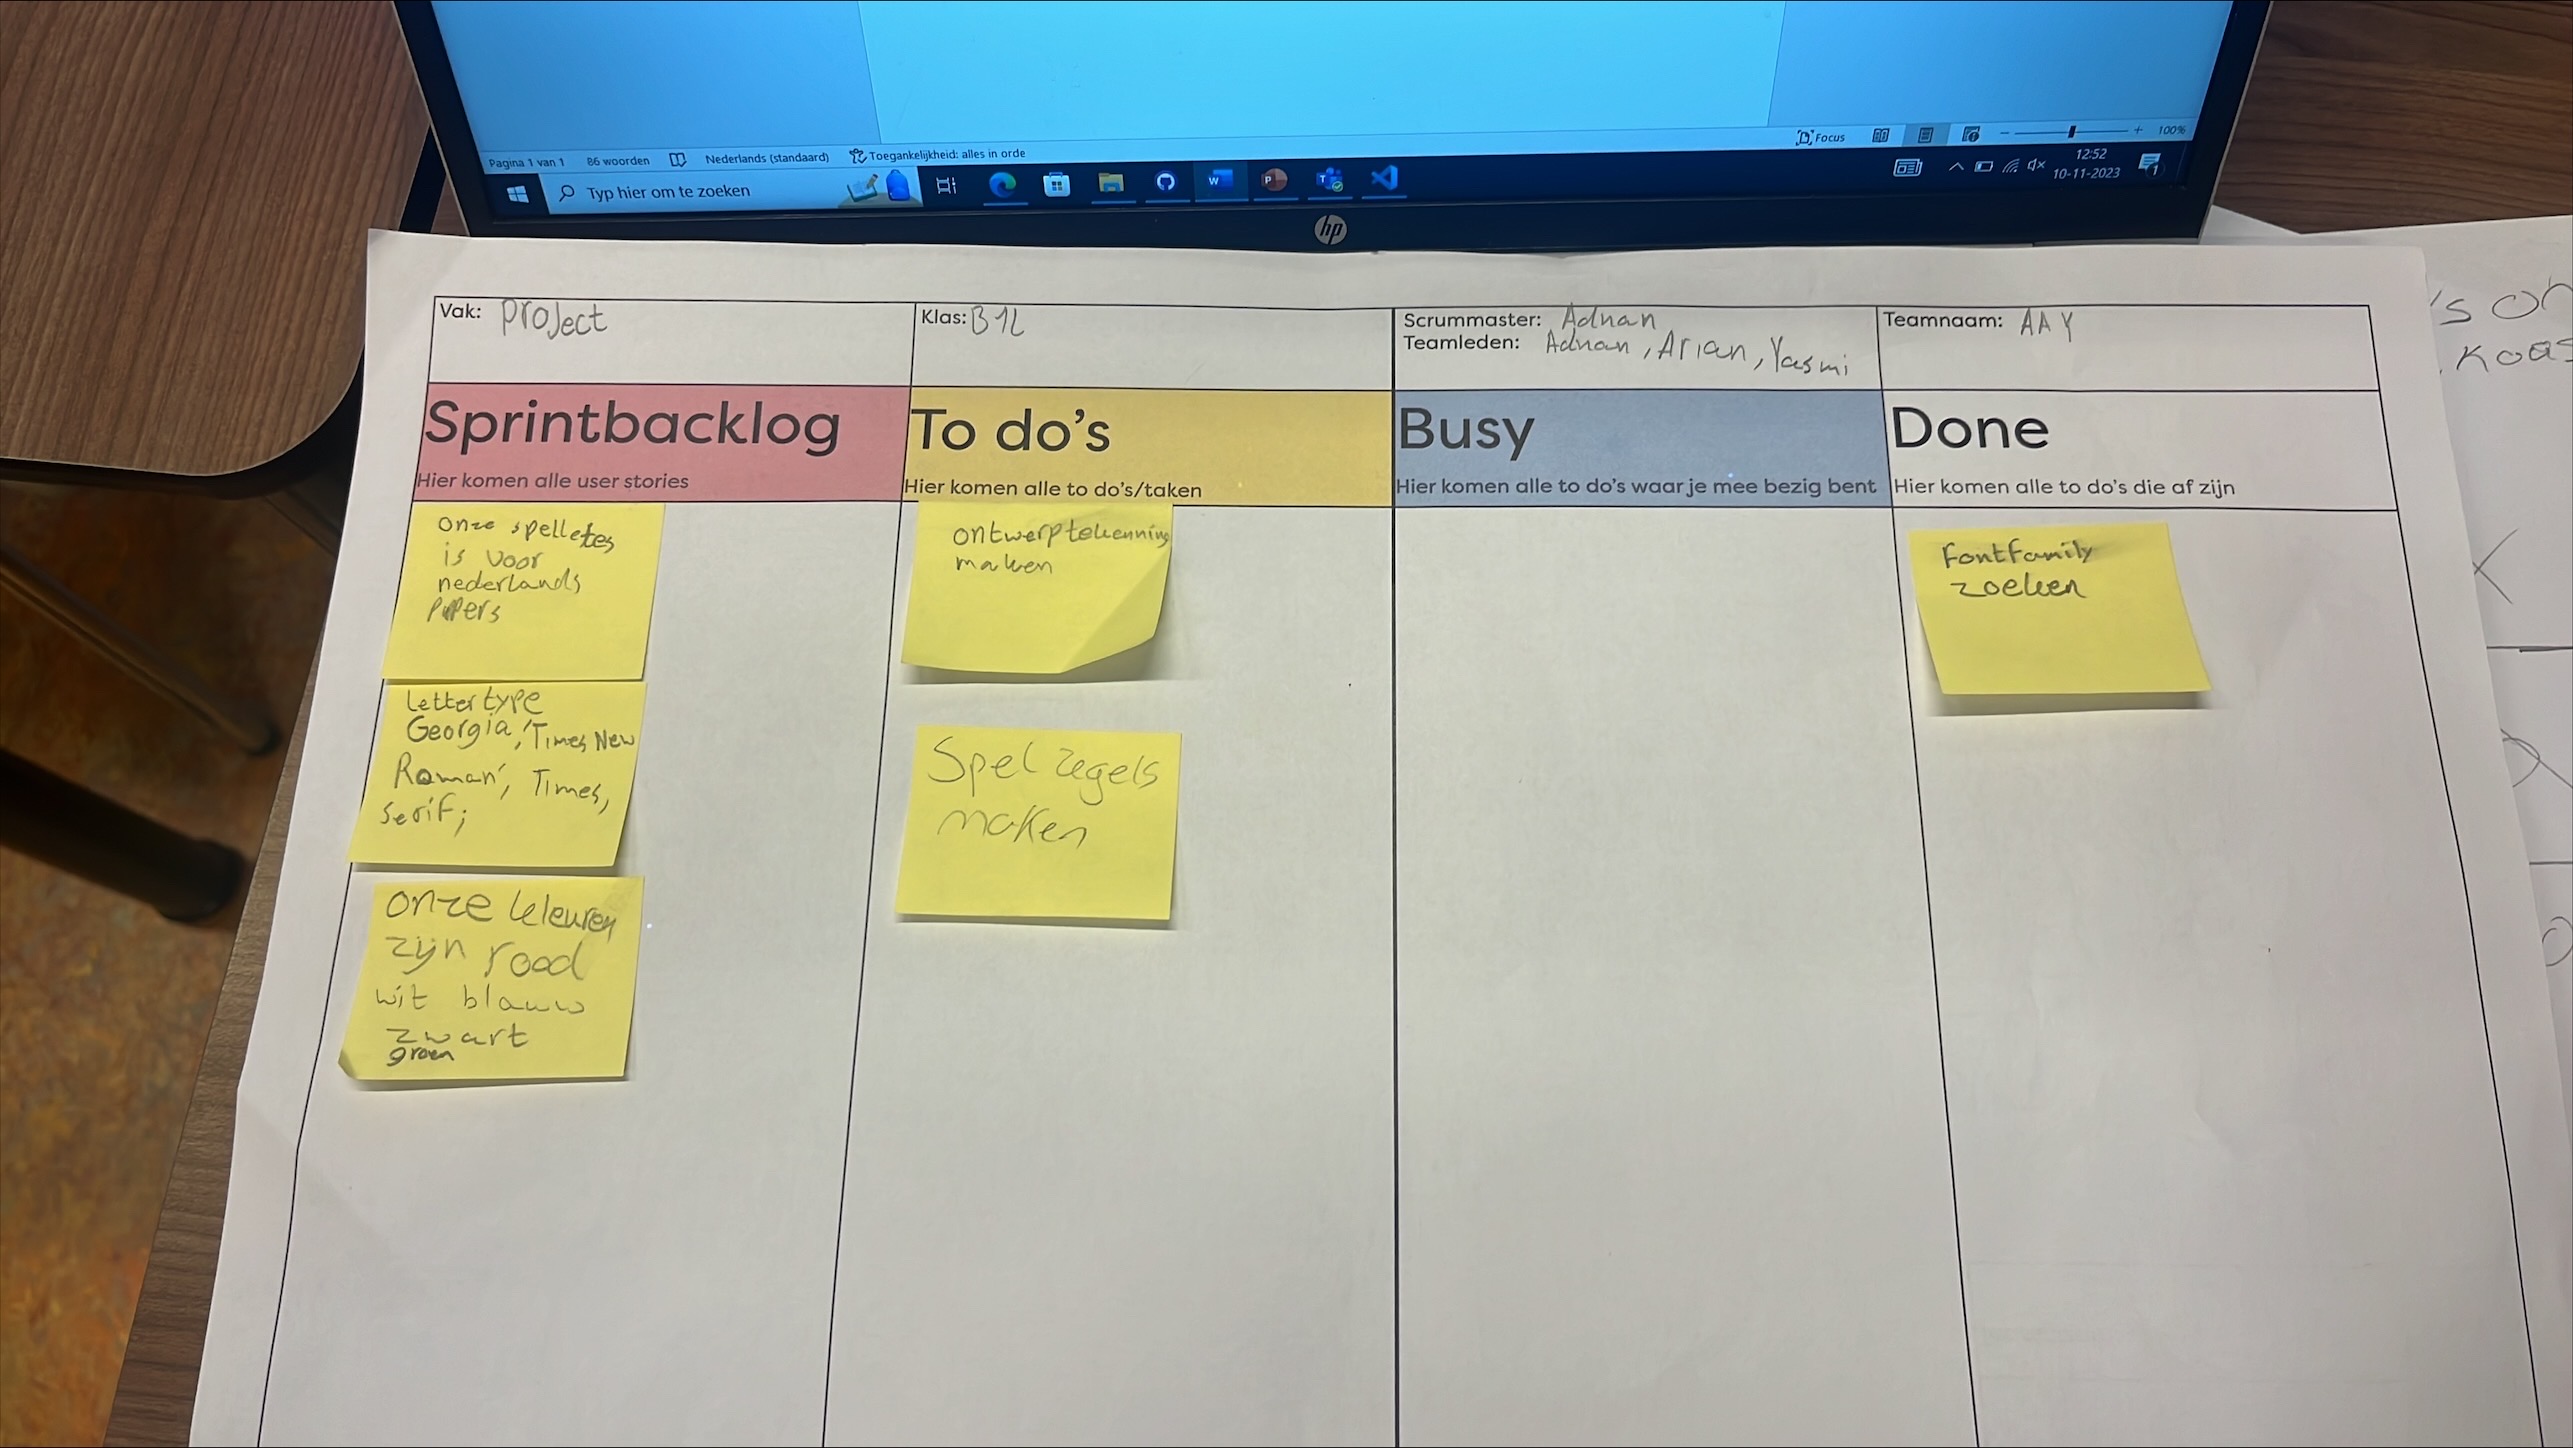 Focus
100%
Pagina 1 van 1 86 woorden Nederlands (standaard) Toegankelijkheid: alles in orde
Typ hier om te zoeken
12:52
10-11-2023
1
hp
Vak: project
Klas: B1L
Scrummaster: Adnan
Teamleden: Adnan, Arian, Yasmi
Teamnaam: AAY
Sprintbacklog
Hier komen alle user stories
onze spelletes
is voor
nederlands
To do's
Hier komen alle to do's/taken
ontwerptekenning
maken
Busy
Hier komen alle to do's waar je mee bezig bent
Done
Hier komen alle to do's die af zijn
FontFamily
zoeken
Lettertype
Georgia, 'Times New
Roman', Times,
serif;
onze kleuren
zijn rood
wit blauw
zwart
groen
Spel regels
maken
's on